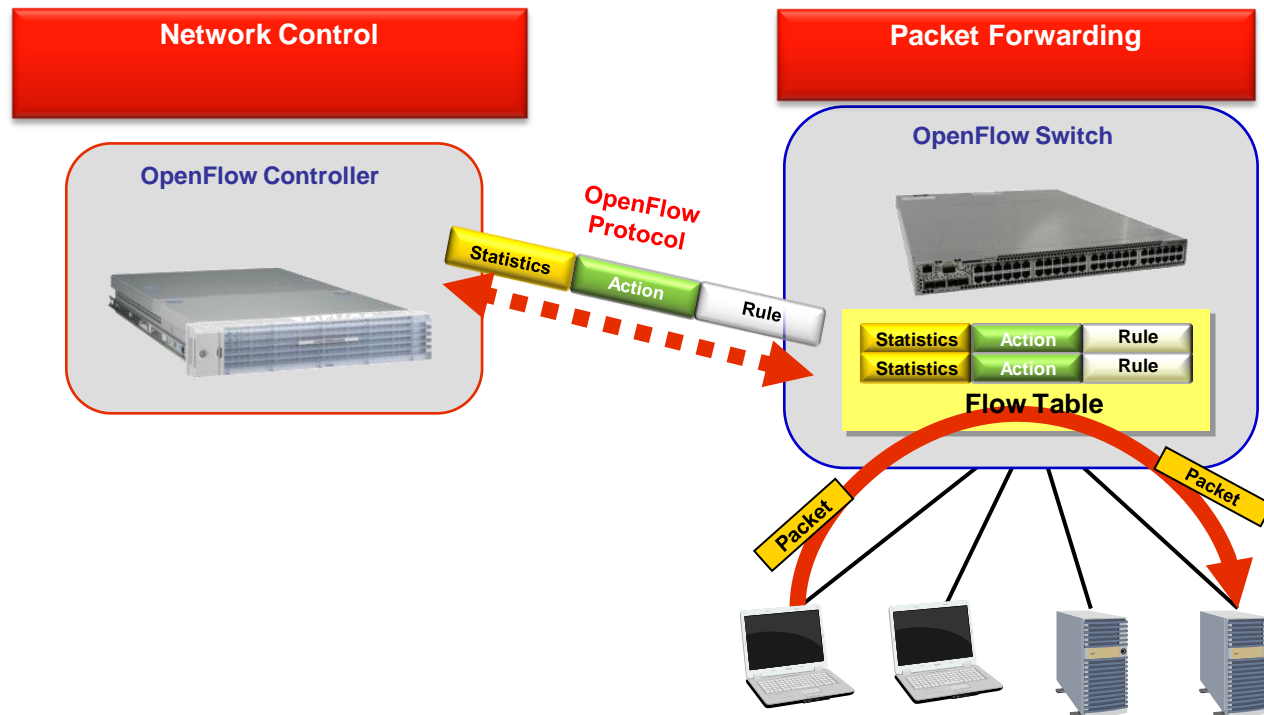 Network Control
Packet Forwarding
OpenFlow Controller
OpenFlow
Protocol
Statistics Action Rule
OpenFlow Switch
Statistics Action Rule
Statistics Action Rule
Flow Table
Packet
Packet